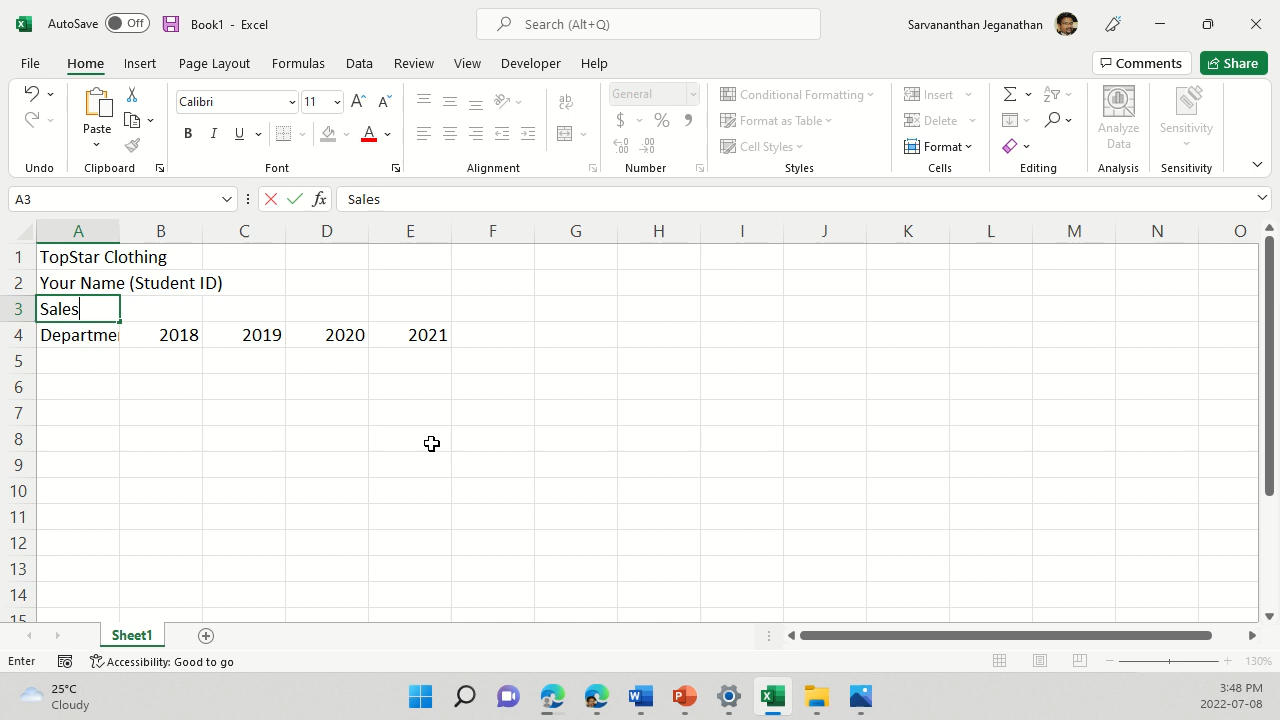 AutoSave Off Book1 - Excel Search (Alt+Q) Sarvananthan Jeganathan
File Home Insert Page Layout Formulas Data Review View Developer Help Comments Share
Calibri 11 General Conditional Formatting Insert
Paste Format as Table Delete Analyze Data Sensitivity
Cell Styles Format
Undo Clipboard Font Alignment Number Styles Cells Editing Analysis Sensitivity
A3 fx Sales
A B C D E F G H I J K L M N O
1 TopStar Clothing
2 Your Name (Student ID)
3 Sales
4 Departme 2018 2019 2020 2021
5
6
7
8
9
10
11
12
13
14
15
Sheet1
Enter Accessibility: Good to go 130%
25°C 3:48 PM
Cloudy 2022-07-08